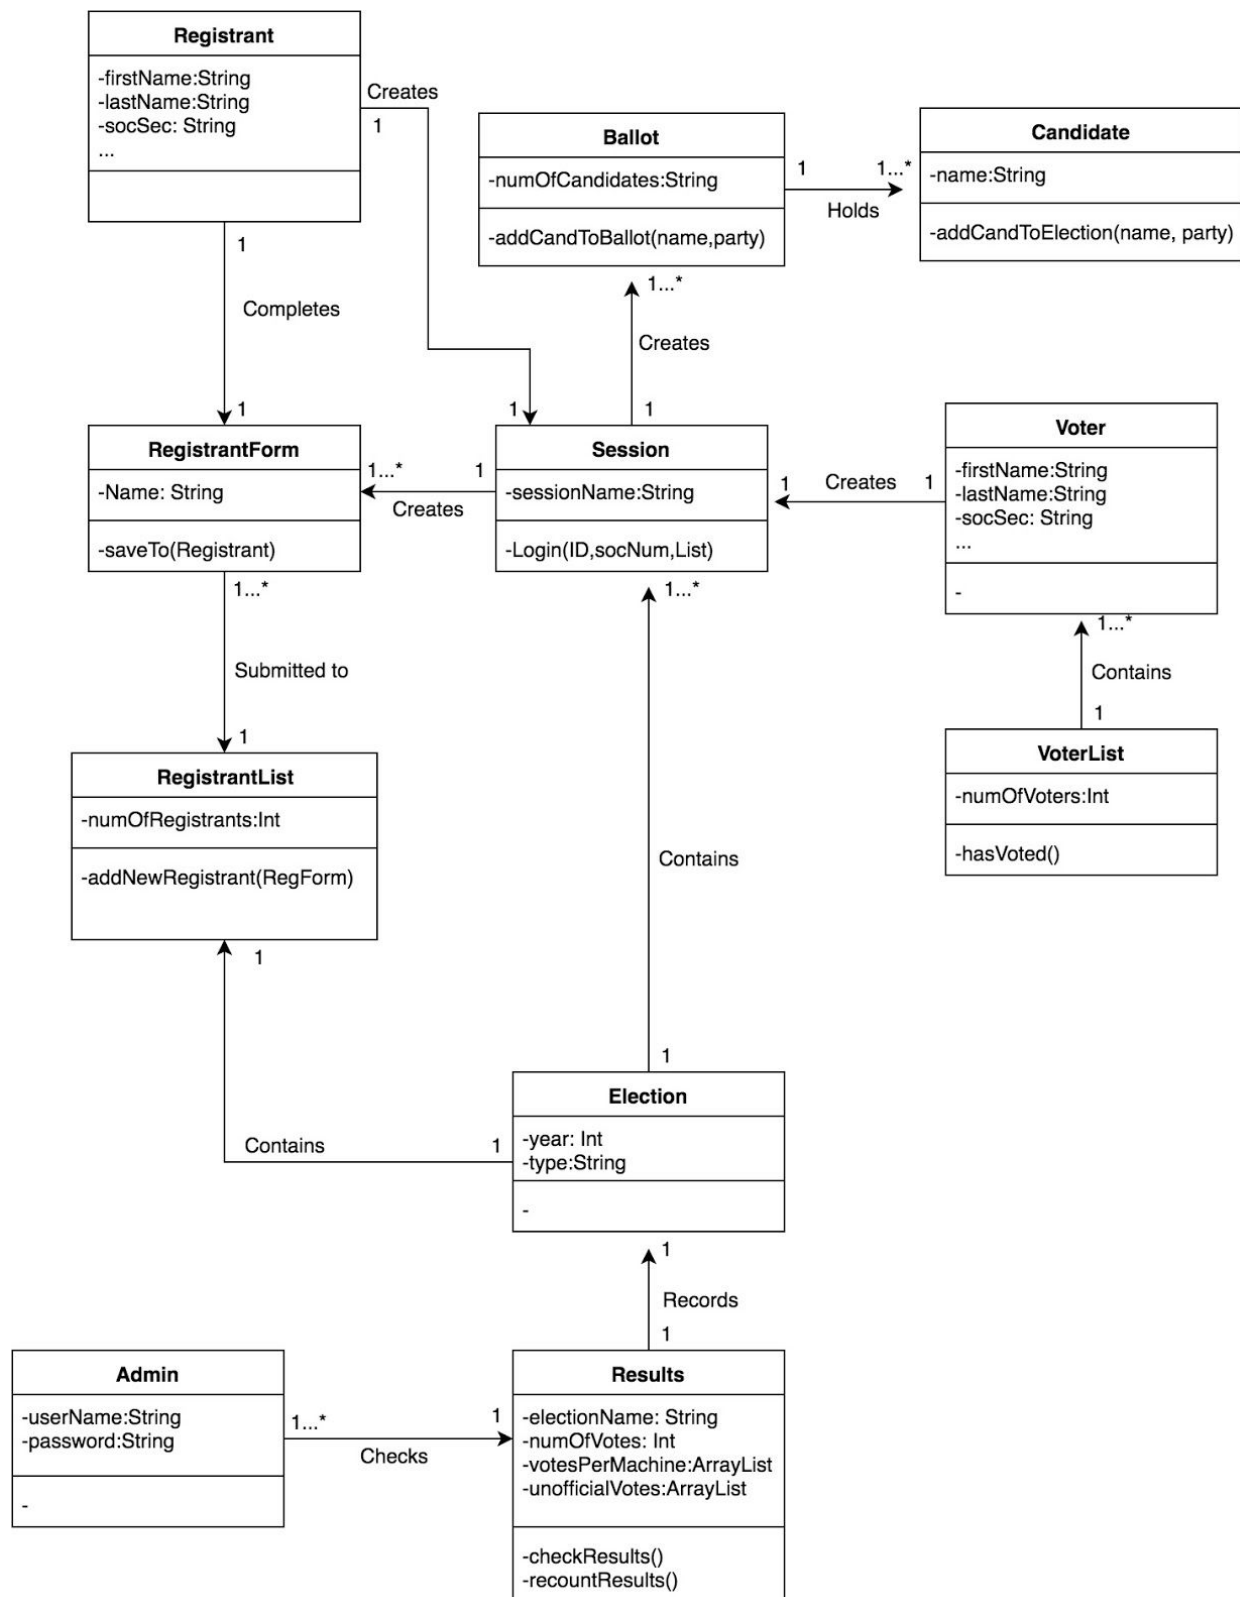 Registrant
-firstName:String
-lastName:String
-socSec: String
...
Creates
1
1
Completes
1
Ballot
-numOfCandidates:String
-addCandToBallot(name,party)
1
1...*
Holds
Candidate
-name:String
-addCandToElection(name, party)
1...*
Creates
1
1
RegistrantForm
-Name: String
-saveTo(Registrant)
1...*
1
Creates
Session
-sessionName:String
-Login(ID,socNum,List)
1
Creates
1
Voter
-firstName:String
-lastName:String
-socSec: String
...
-
1...*
Contains
1
VoterList
-numOfVoters:Int
-hasVoted()
1...*
Submitted to
1
RegistrantList
-numOfRegistrants:Int
-addNewRegistrant(RegForm)
1
1...*
Contains
1
Contains
1
Election
-year: Int
-type:String
-
1
Records
1
Admin
-userName:String
-password:String
-
1...*
1
Checks
Results
-electionName: String
-numOfVotes: Int
-votesPerMachine:ArrayList
-unofficialVotes:ArrayList
-checkResults()
-recountResults()